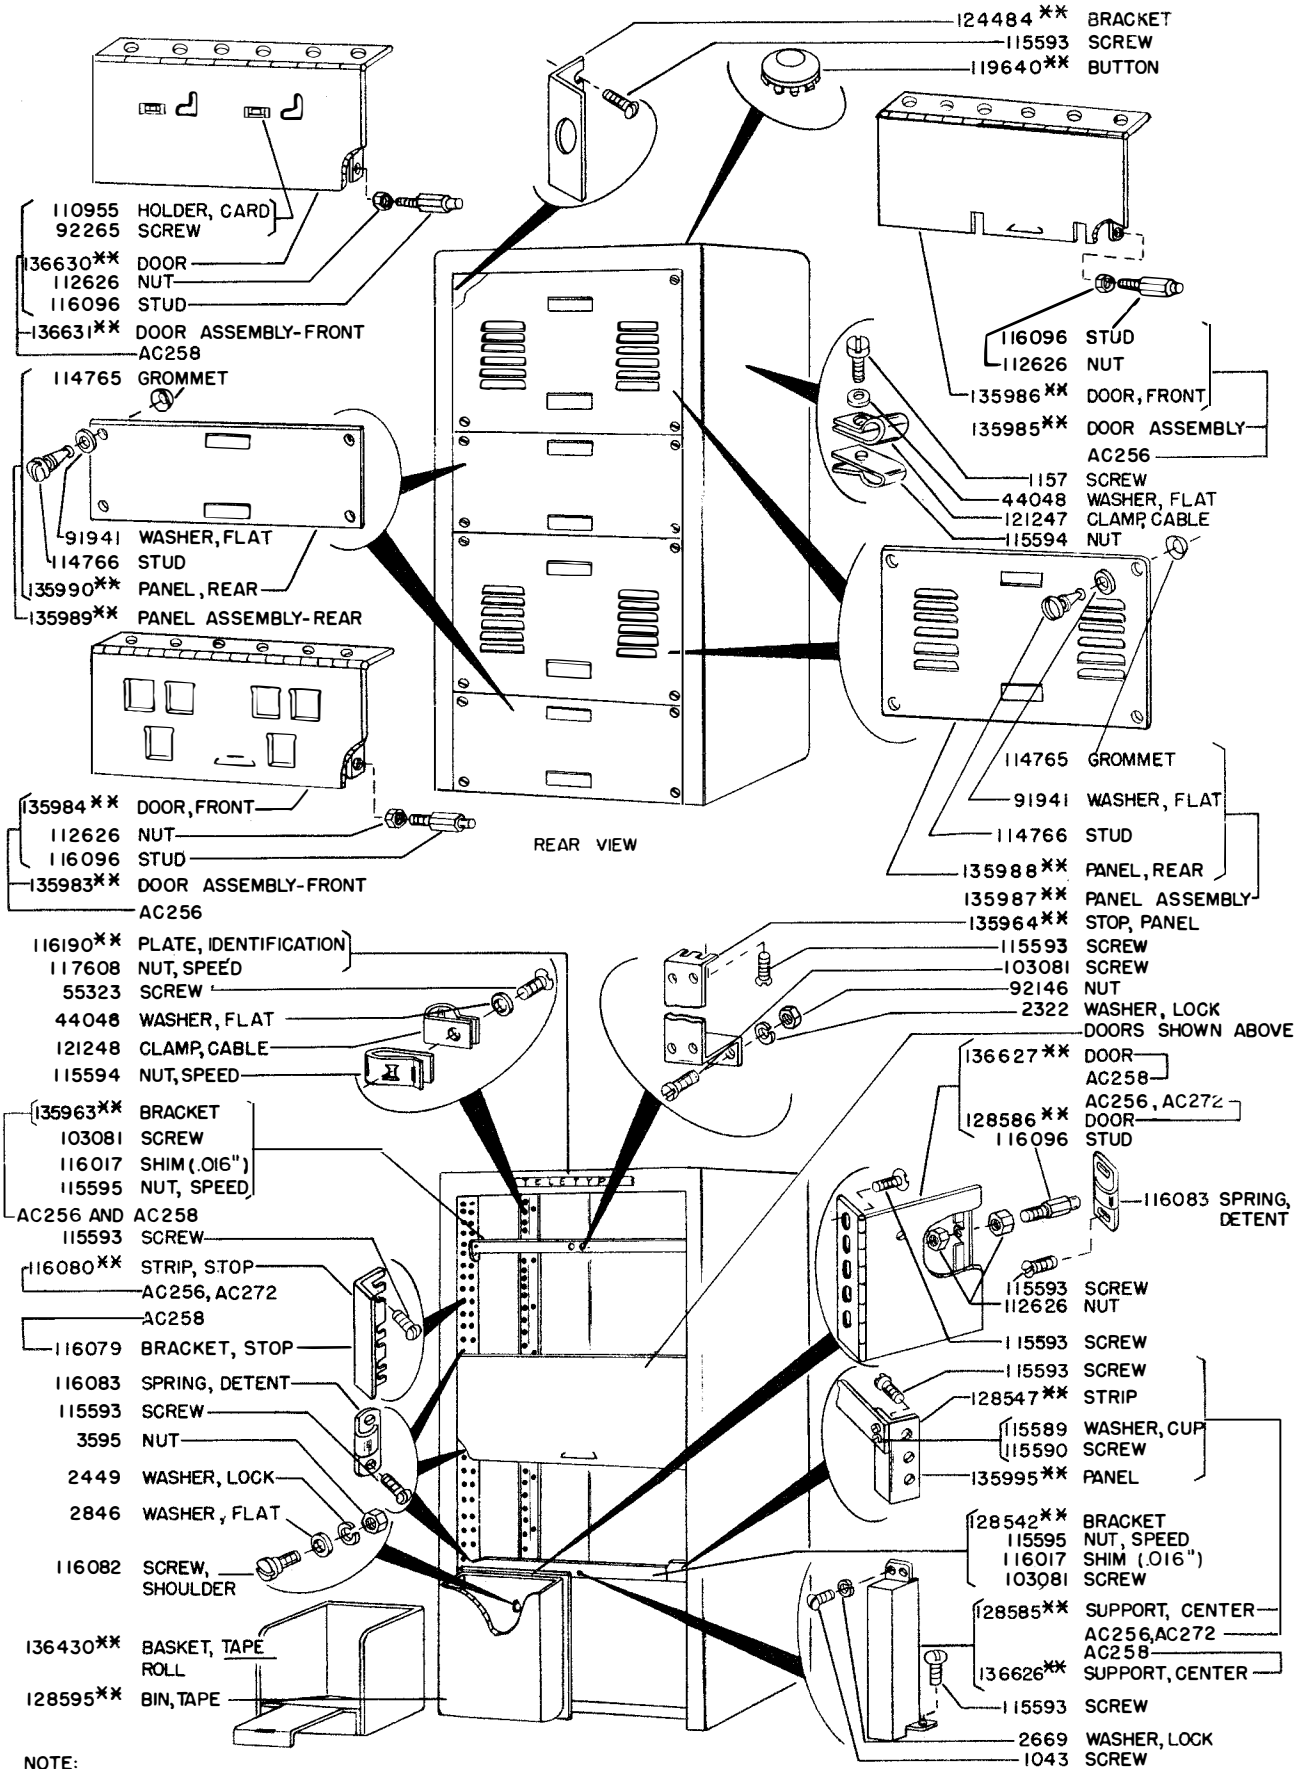 124484** BRACKET
115593 SCREW
119640** BUTTON
110955 HOLDER, CARD
92265 SCREW
136630** DOOR
112626 NUT
116096 STUD
136631** DOOR ASSEMBLY-FRONT
AC258
114765 GROMMET
91941 WASHER, FLAT
114766 STUD
135990** PANEL, REAR
135989** PANEL ASSEMBLY-REAR
116096 STUD
112626 NUT
135986** DOOR, FRONT
135985** DOOR ASSEMBLY
AC256
1157 SCREW
44048 WASHER, FLAT
121247 CLAMP, CABLE
115594 NUT
135984** DOOR, FRONT
112626 NUT
116096 STUD
135983** DOOR ASSEMBLY-FRONT
AC256
REAR VIEW
114765 GROMMET
91941 WASHER, FLAT
114766 STUD
135988** PANEL, REAR
135987** PANEL ASSEMBLY
135964** STOP, PANEL
115593 SCREW
103081 SCREW
92146 NUT
2322 WASHER, LOCK
DOORS SHOWN ABOVE
136627** DOOR
AC258
AC256, AC272
128586** DOOR
116096 STUD
116083 SPRING,
DETENT
115593 SCREW
112626 NUT
115593 SCREW
116190** PLATE, IDENTIFICATION
117608 NUT, SPEED
55323 SCREW
44048 WASHER, FLAT
121248 CLAMP, CABLE
115594 NUT, SPEED
135963** BRACKET
103081 SCREW
116017 SHIM (.016")
115595 NUT, SPEED
AC256 AND AC258
115593 SCREW
116080** STRIP, STOP
AC256, AC272
AC258
116079 BRACKET, STOP
116083 SPRING, DETENT
115593 SCREW
3595 NUT
2449 WASHER, LOCK
2846 WASHER, FLAT
116082 SCREW,
SHOULDER
136430** BASKET, TAPE
ROLL
128595** BIN, TAPE
TELETYP
115593 SCREW
128547** STRIP
115589 WASHER, CUP
115590 SCREW
135995** PANEL
128542** BRACKET
115595 NUT, SPEED
116017 SHIM (.016")
103081 SCREW
128585** SUPPORT, CENTER
AC256, AC272
AC258
136626** SUPPORT, CENTER
115593 SCREW
2669 WASHER, LOCK
1043 SCREW
NOTE: